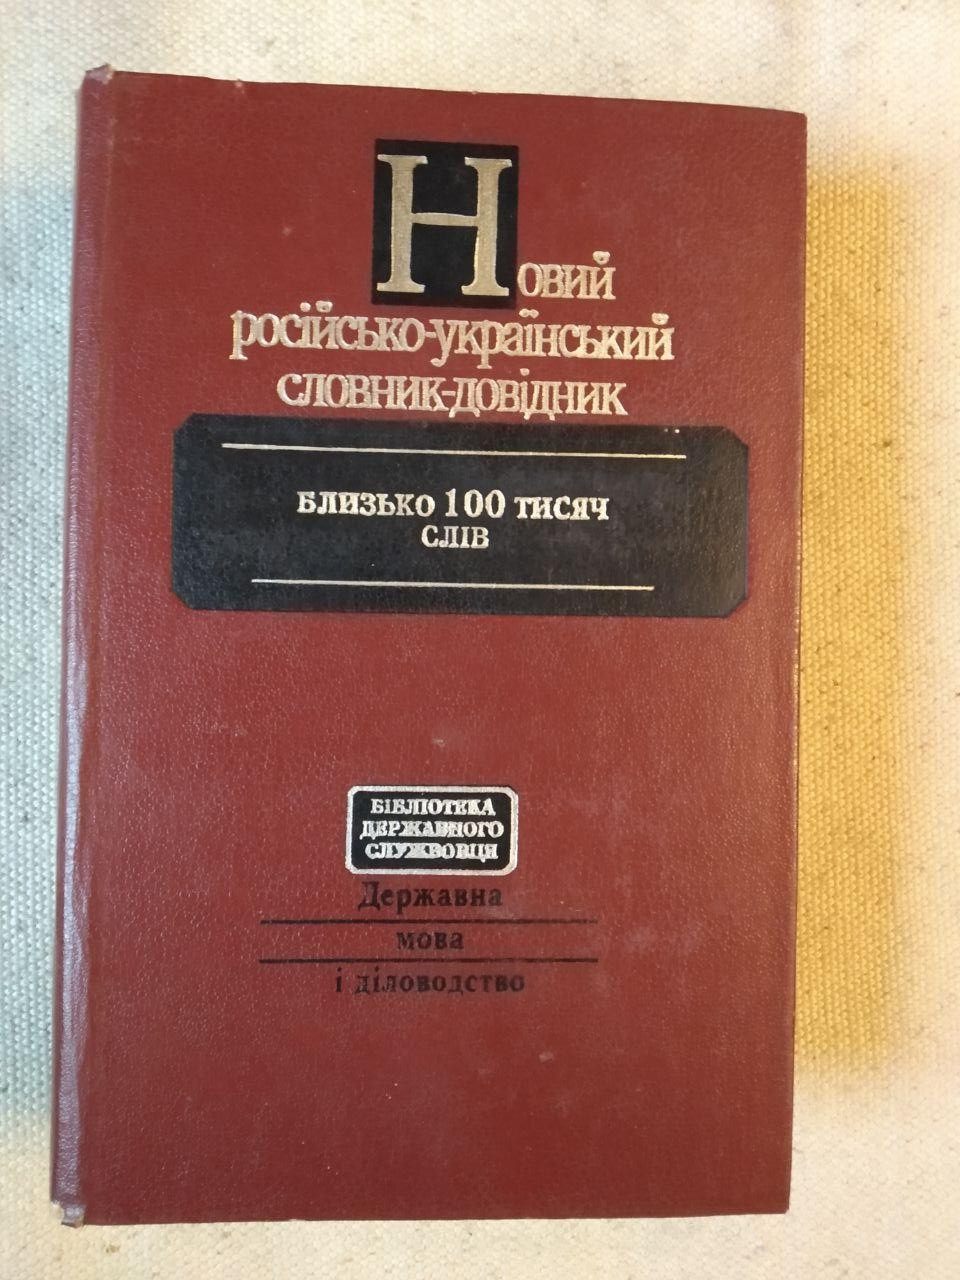 Новий
російсько-український
словник-довідник
Близько 100 тисяч
слів
БІБЛІОТЕКА
ДЕРЖАВНОГО
СЛУЖБОВЦЯ
Державна
мова
і діловодство